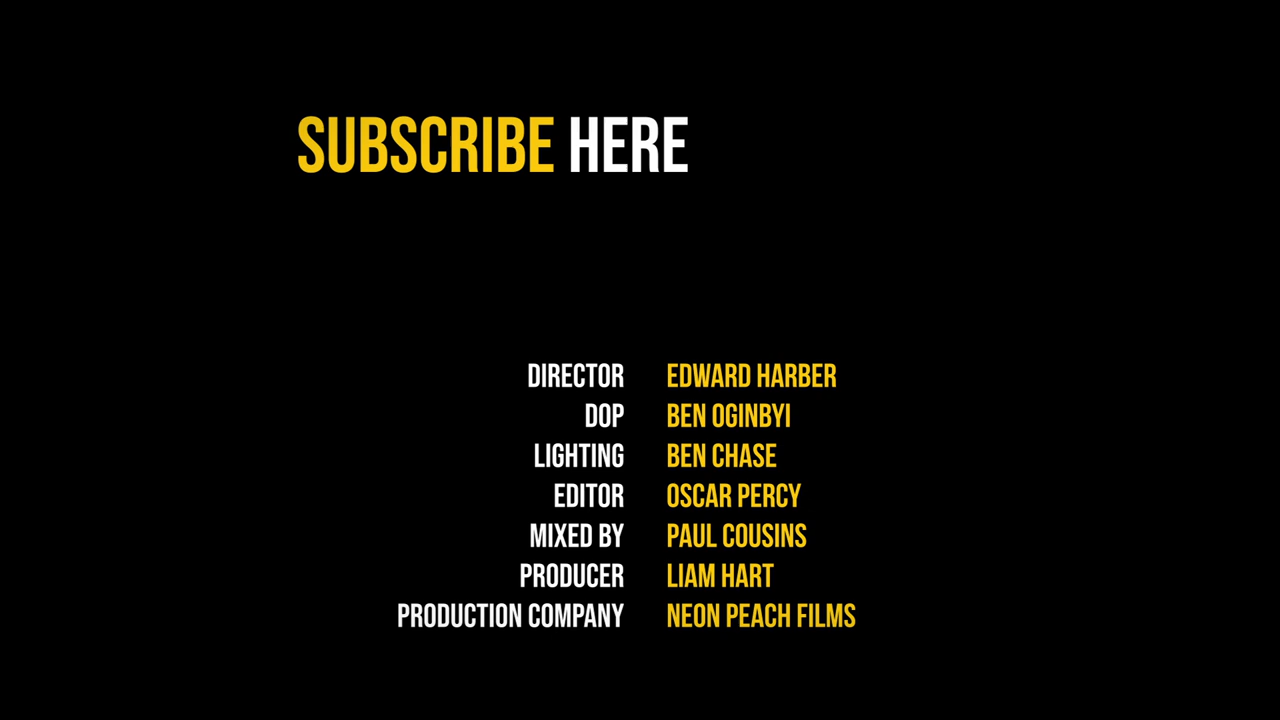 SUBSCRIBE HERE
DIRECTOR EDWARD HARBER
DOP BEN OGINBYI
LIGHTING BEN CHASE
EDITOR OSCAR PERCY
MIXED BY PAUL COUSINS
PRODUCER LIAM HART
PRODUCTION COMPANY NEON PEACH FILMS